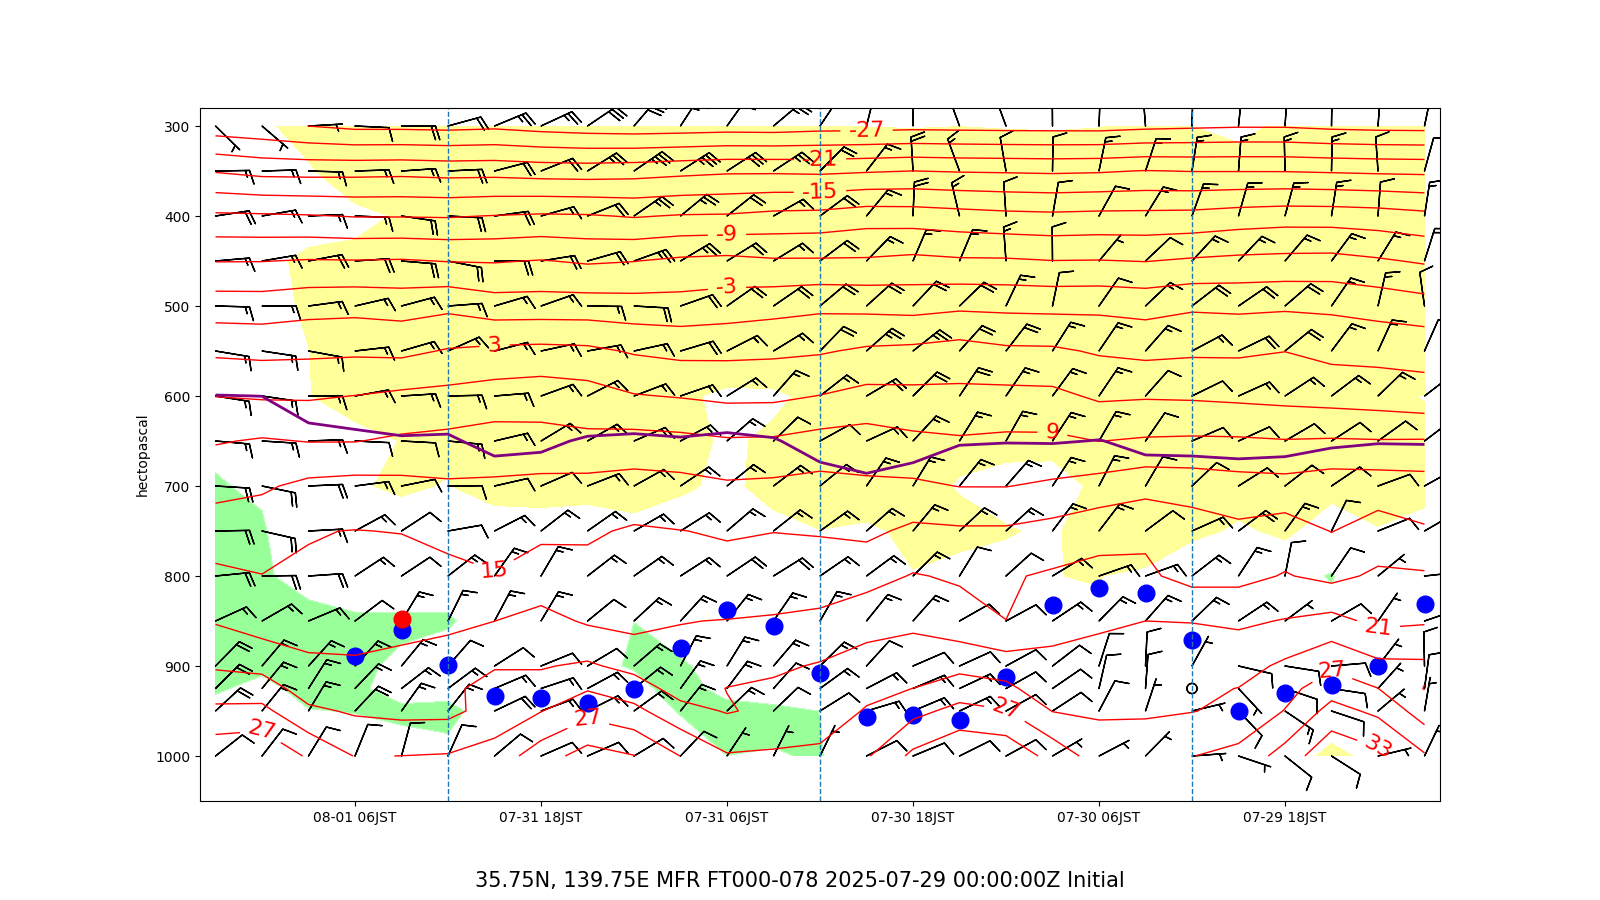 300
400
500
600
700
800
900
1000
hectopascal
-27
-21
-15
-9
-3
3
9
15
21
27
27
27
27
33
08-01 06JST
07-31 18JST
07-31 06JST
07-30 18JST
07-30 06JST
07-29 18JST
35.75N, 139.75E MFR FT000-078 2025-07-29 00:00:00Z Initial